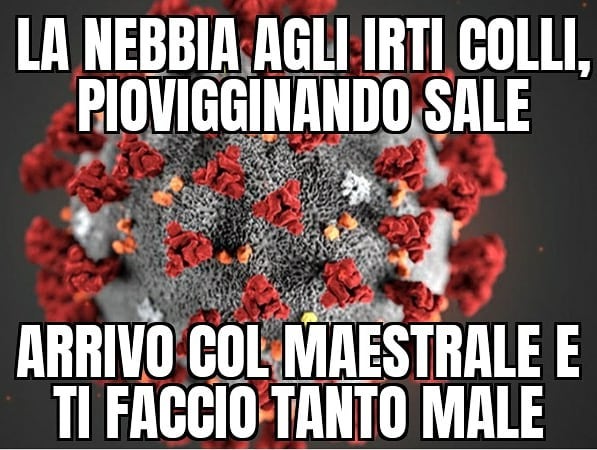 LA NEBBIA AGLI IRTI COLLI,
PIOVIGGINANDO SALE
ARRIVO COL MAESTRALE E
TI FACCIO TANTO MALE